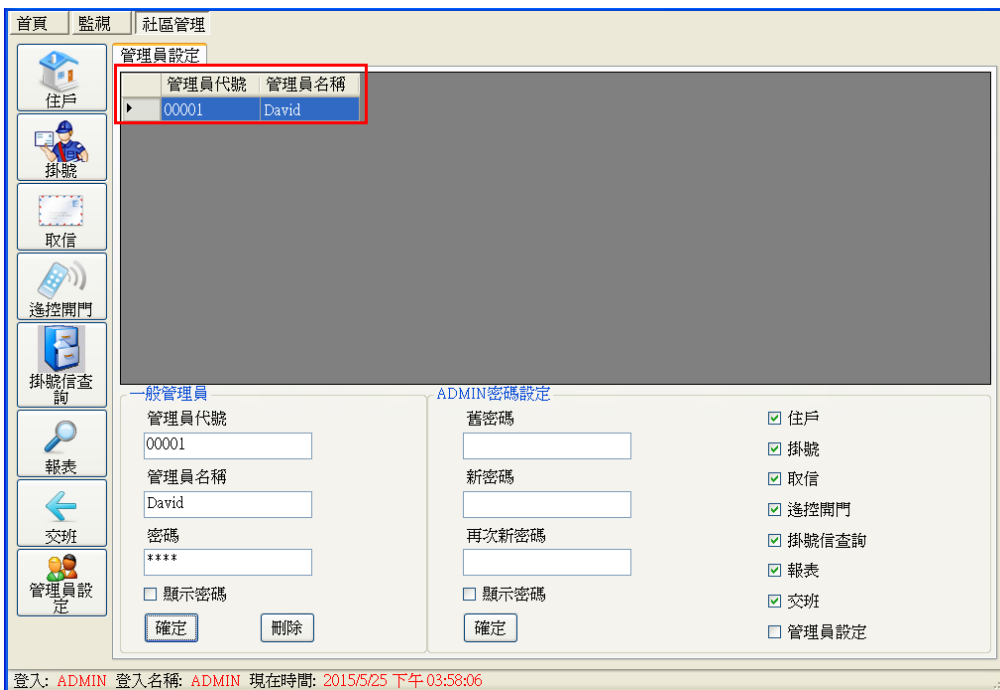 首頁 監視 社區管理
住戶
掛號
取信
遙控開門
掛號信查
詢
報表
交班
管理員設
定
管理員設定
管理員代號 管理員名稱
00001 David
一般管理員
管理員代號
00001
管理員名稱
David
密碼
****
顯示密碼
確定 刪除
ADMIN密碼設定
舊密碼
新密碼
再次新密碼
顯示密碼
確定
住戶
掛號
取信
遙控開門
掛號信查詢
報表
交班
管理員設定
登入: ADMIN 登入名稱: ADMIN 現在時間: 2015/5/25 下午 03:58:06